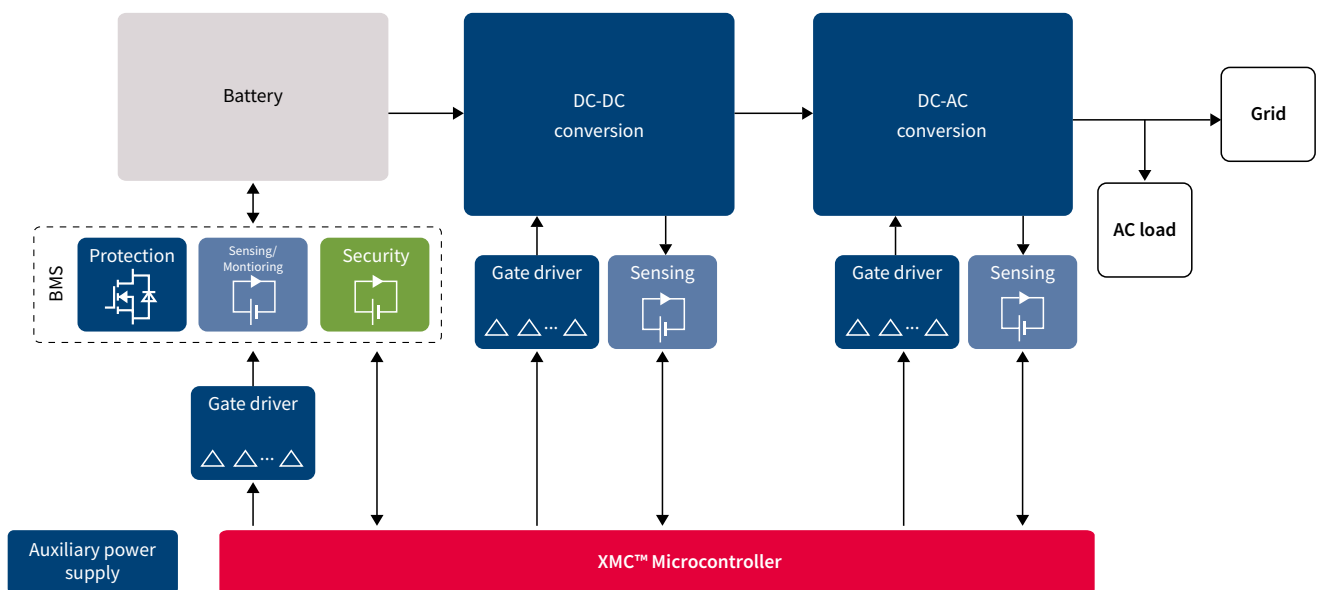 Battery
DC-DC
conversion
DC-AC
conversion
Grid
AC load
BMS
Protection
Sensing/
Montioring
Security
Gate driver
...
Sensing
Gate driver
...
Sensing
Gate driver
...
Auxiliary power
supply
XMC™ Microcontroller